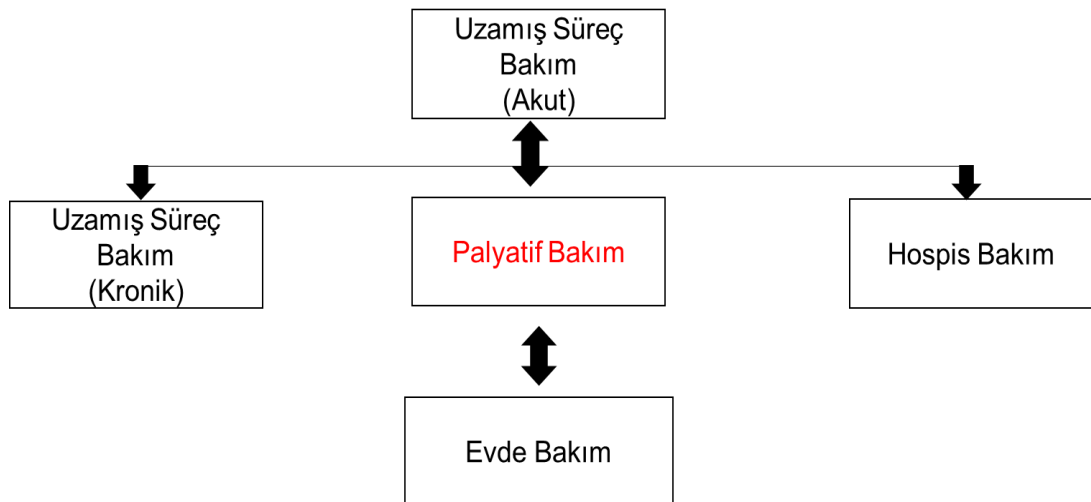 Uzamış Süreç
Bakım
(Akut)
Uzamış Süreç
Bakım
(Kronik)
Palyatif Bakım
Hospis Bakım
Evde Bakım